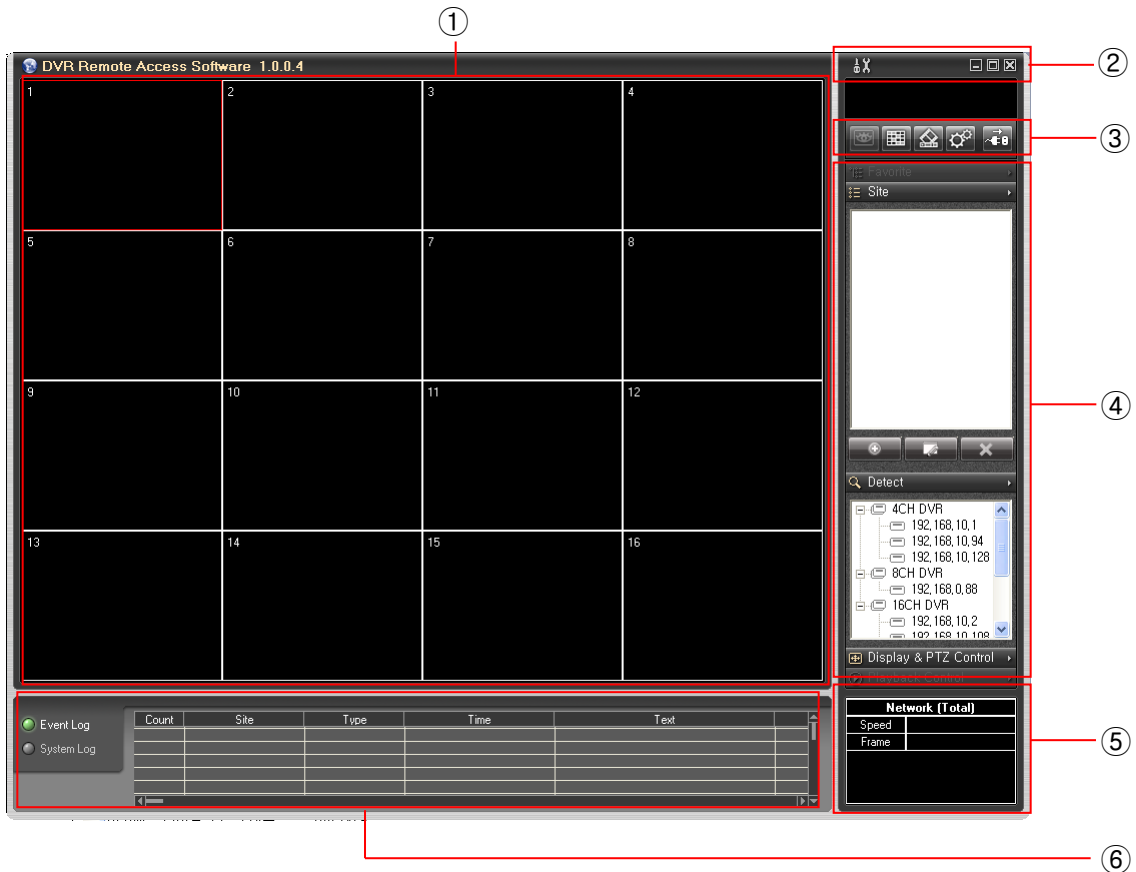 ①
DVR Remote Access Software 1.0.0.4
②
1 2 3 4
③
Favorite
Site
5 6 7 8
9 10 11 12
④
Detect
4CH DVR
192,168,10,1
192,168,10,94
192,168,10,128
8CH DVR
192,168,0,88
16CH DVR
192,168,10,2
192,168,10,108
13 14 15 16
Display & PTZ Control
Playback Control
Event Log
System Log
Count Site Type Time Text
Network (Total)
Speed
Frame
⑤
⑥